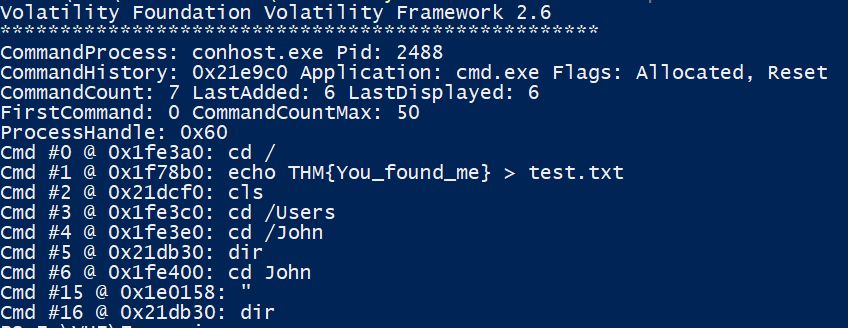 Volatility Foundation Volatility Framework 2.6
**************************************************
CommandProcess: conhost.exe Pid: 2488
CommandHistory: 0x21e9c0 Application: cmd.exe Flags: Allocated, Reset
CommandCount: 7 LastAdded: 6 LastDisplayed: 6
FirstCommand: 0 CommandCountMax: 50
ProcessHandle: 0x60
Cmd #0 @ 0x1fe3a0: cd /
Cmd #1 @ 0x1f78b0: echo THM{You_found_me} > test.txt
Cmd #2 @ 0x21dcf0: cls
Cmd #3 @ 0x1fe3c0: cd /Users
Cmd #4 @ 0x1fe3e0: cd /John
Cmd #5 @ 0x21db30: dir
Cmd #6 @ 0x1fe400: cd John
Cmd #15 @ 0x1e0158: "
Cmd #16 @ 0x21db30: dir